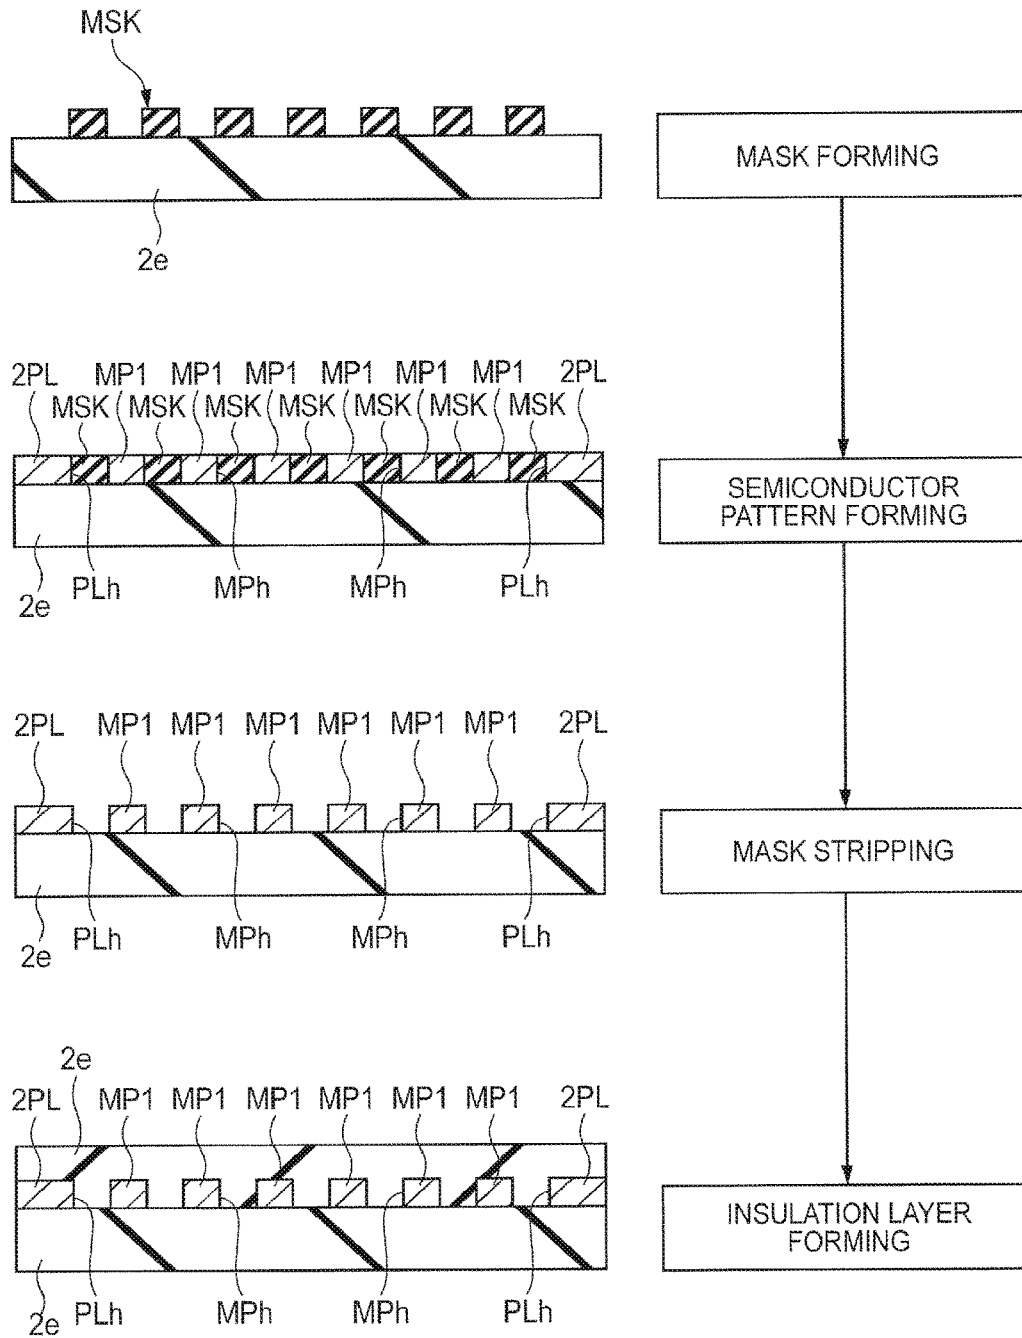 MSK
MASK FORMING
2e
2PL MP1 MP1 MP1 MP1 MP1 MP1 2PL
MSK MSK MSK MSK MSK MSK MSK
SEMICONDUCTOR
PATTERN FORMING
2e PLh MPh MPh PLh
2PL MP1 MP1 MP1 MP1 MP1 MP1 2PL
MASK STRIPPING
2e PLh MPh MPh PLh
2e
2PL MP1 MP1 MP1 MP1 MP1 MP1 2PL
INSULATION LAYER
FORMING
2e PLh MPh MPh PLh